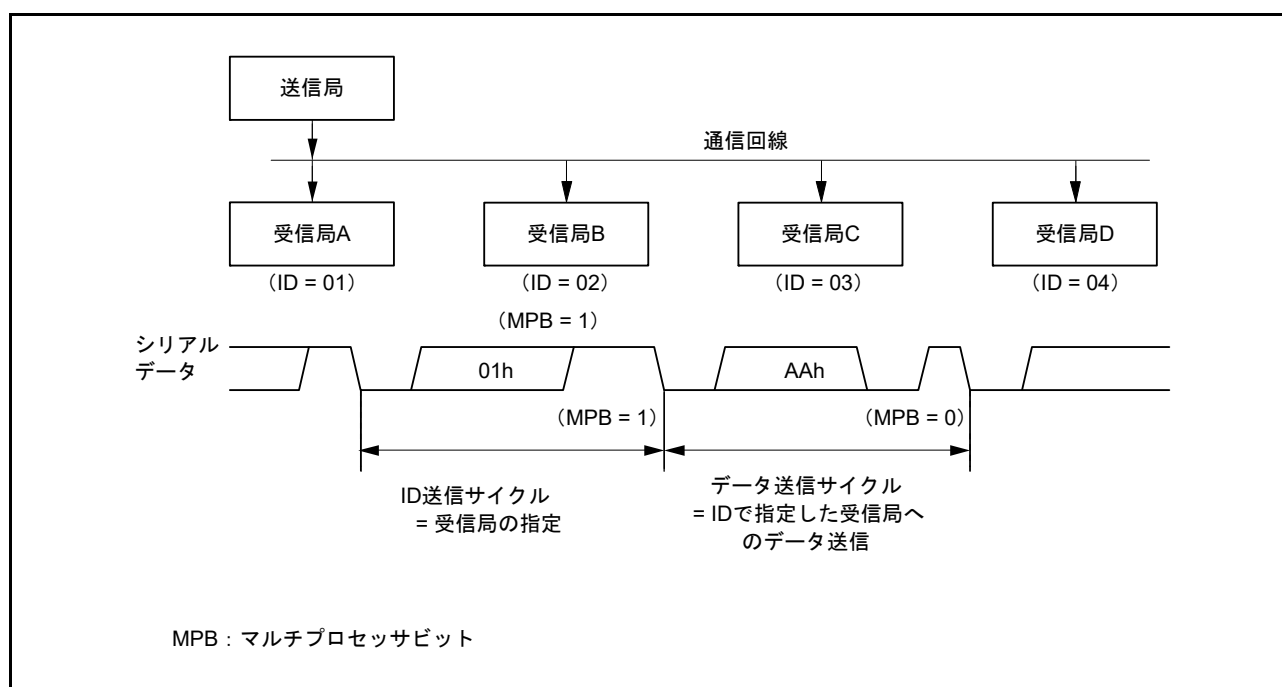 送信局
通信回線
受信局A
受信局B
受信局C
受信局D
（ID = 01）
（ID = 02）
（ID = 03）
（ID = 04）
（MPB = 1）
シリアル
データ
01h
AAh
（MPB = 1）
（MPB = 0）
ID送信サイクル
= 受信局の指定
データ送信サイクル
= IDで指定した受信局へ
のデータ送信
MPB：マルチプロセッサビット